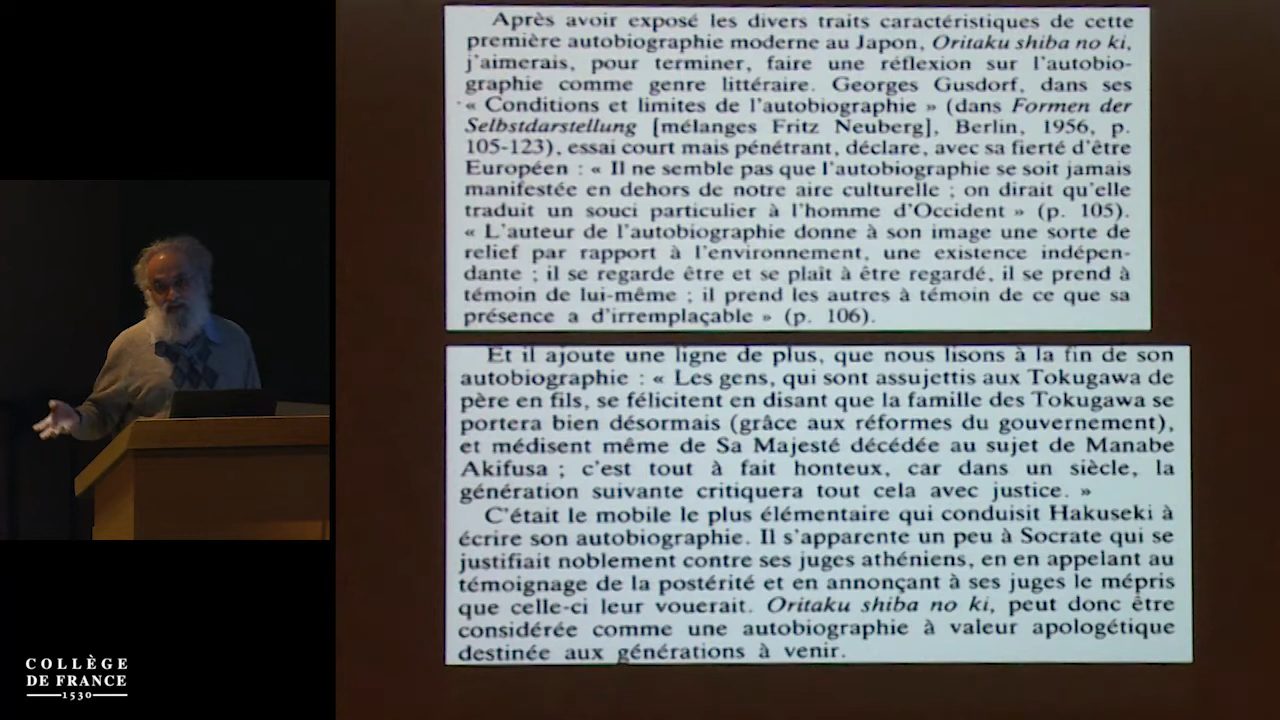 Après avoir exposé les divers traits caractéristiques de cette
première autobiographie moderne au Japon, Oritaku shiba no ki,
j'aimerais, pour terminer, faire une réflexion sur l'autobio-
graphie comme genre littéraire. Georges Gusdorf, dans ses
« Conditions et limites de l'autobiographie » (dans Formen der
Selbstdarstellung [mélanges Fritz Neuberg], Berlin, 1956, p.
105-123), essai court mais pénétrant, déclare, avec sa fierté d'être
Européen : « Il ne semble pas que l'autobiographie se soit jamais
manifestée en dehors de notre aire culturelle ; on dirait qu'elle
traduit un souci particulier à l'homme d'Occident » (p. 105).
« L'auteur de l'autobiographie donne à son image une sorte de
relief par rapport à l'environnement, une existence indépen-
dante ; il se regarde être et se plaît à être regardé, il se prend à
témoin de lui-même ; il prend les autres à témoin de ce que sa
présence a d'irremplaçable » (p. 106).
Et il ajoute une ligne de plus, que nous lisons à la fin de son
autobiographie : « Les gens, qui sont assujettis aux Tokugawa de
père en fils, se félicitent en disant que la famille des Tokugawa se
portera bien désormais (grâce aux réformes du gouvernement),
et médisent même de Sa Majesté décédée au sujet de Manabe
Akifusa ; c'est tout à fait honteux, car dans un siècle, la
génération suivante critiquera tout cela avec justice. »
C'était le mobile le plus élémentaire qui conduisit Hakuseki à
écrire son autobiographie. Il s'apparente un peu à Socrate qui se
justifiait noblement contre ses juges athéniens, en en appelant au
témoignage de la postérité et en annonçant à ses juges le mépris
que celle-ci leur vouerait. Oritaku shiba no ki, peut donc être
considérée comme une autobiographie à valeur apologétique
destinée aux générations à venir.
COLLÈGE
DE FRANCE
1530